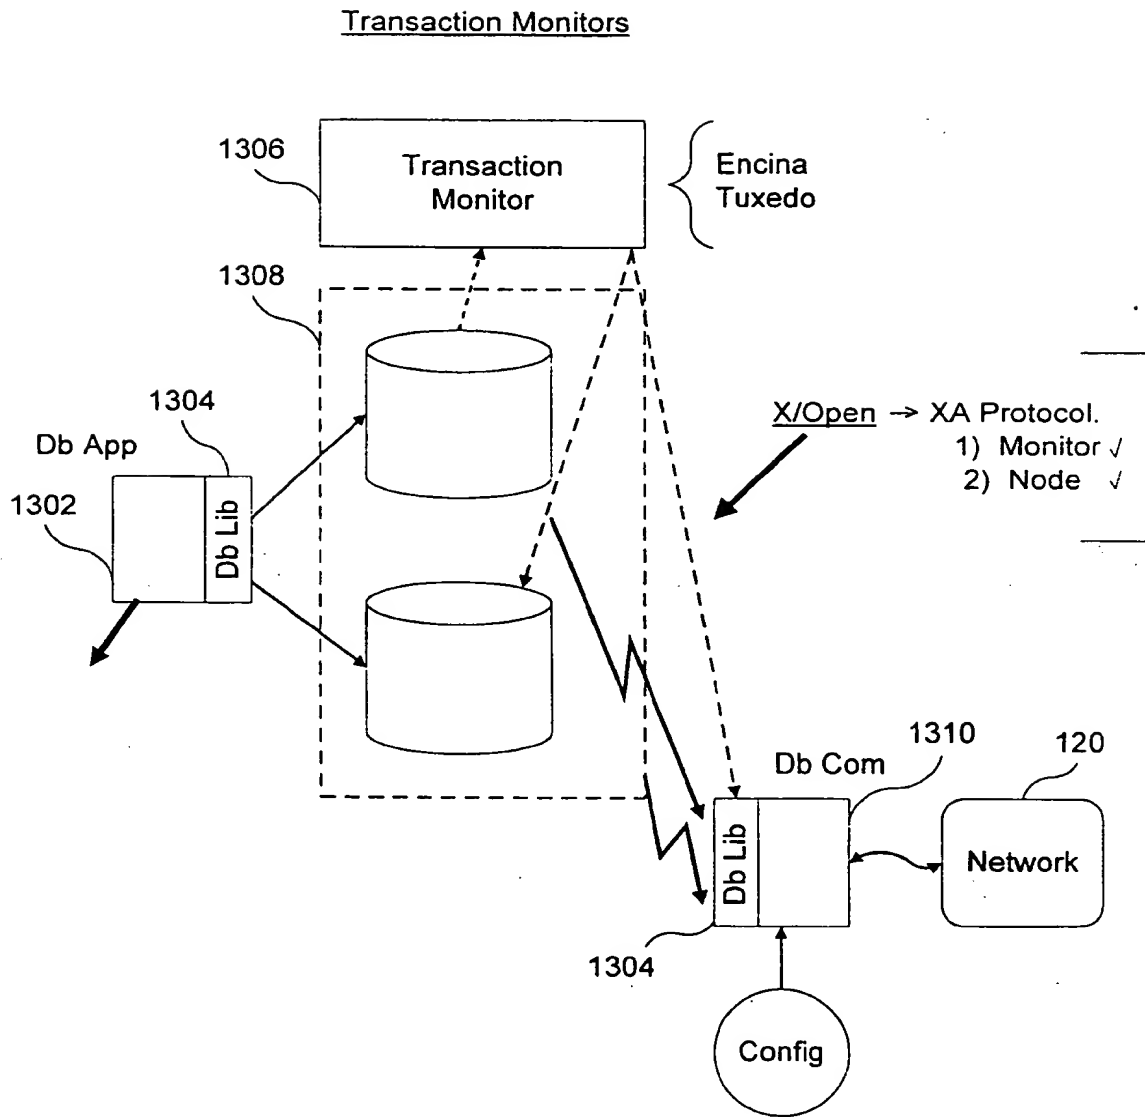 Transaction Monitors
1306
Transaction
Monitor
Encina
Tuxedo
1308
1304
Db App
1302
Db Lib
X/Open → XA Protocol.
1) Monitor √
2) Node √
Db Com
1310
120
Db Lib
Network
1304
Config